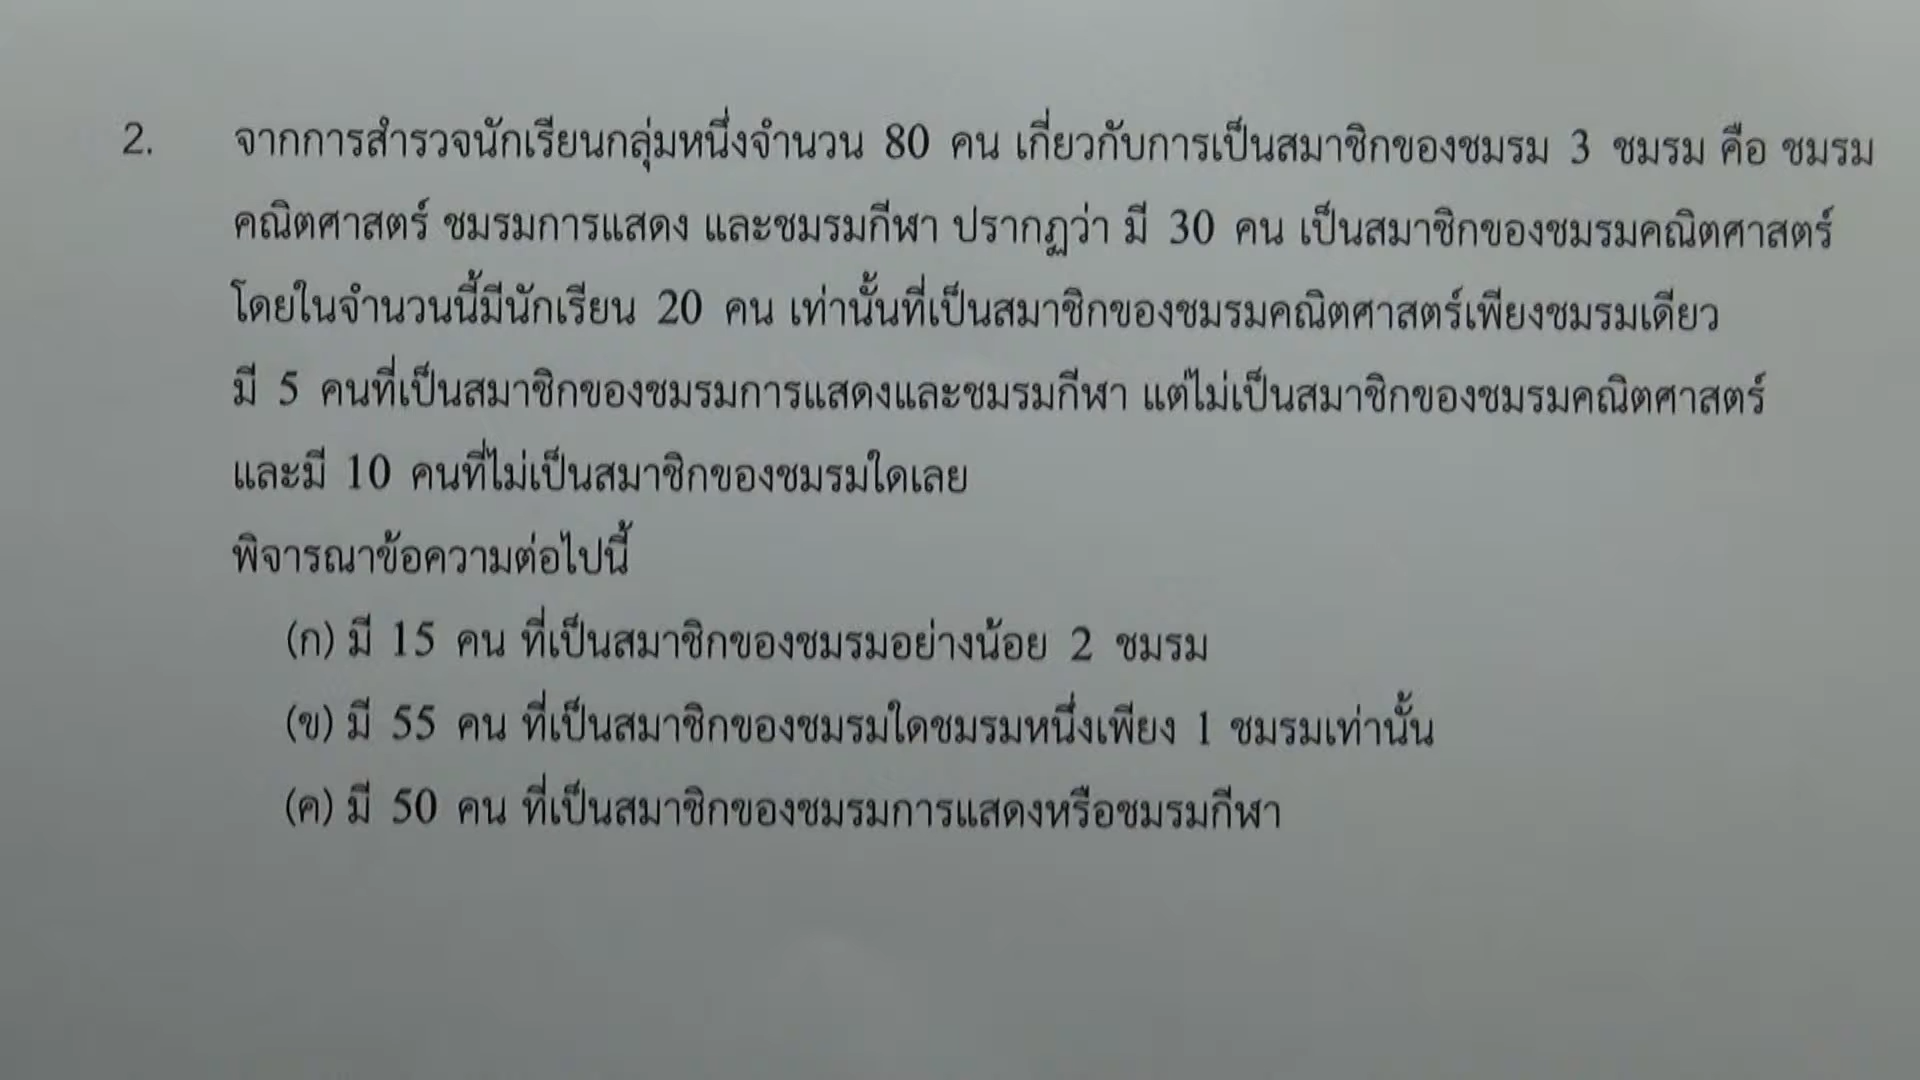 2. จากการสำรวจนักเรียนกลุ่มหนึ่งจำนวน 80 คน เกี่ยวกับการเป็นสมาชิกของชมรม 3 ชมรม คือ ชมรม
คณิตศาสตร์ ชมรมการแสดง และชมรมกีฬา ปรากฏว่า มี 30 คน เป็นสมาชิกของชมรมคณิตศาสตร์
โดยในจำนวนนี้มีนักเรียน 20 คน เท่านั้นที่เป็นสมาชิกของชมรมคณิตศาสตร์เพียงชมรมเดียว
มี 5 คนที่เป็นสมาชิกของชมรมการแสดงและชมรมกีฬา แต่ไม่เป็นสมาชิกของชมรมคณิตศาสตร์
และมี 10 คนที่ไม่เป็นสมาชิกของชมรมใดเลย
พิจารณาข้อความต่อไปนี้
(ก) มี 15 คน ที่เป็นสมาชิกของชมรมอย่างน้อย 2 ชมรม
(ข) มี 55 คน ที่เป็นสมาชิกของชมรมใดชมรมหนึ่งเพียง 1 ชมรมเท่านั้น
(ค) มี 50 คน ที่เป็นสมาชิกของชมรมการแสดงหรือชมรมกีฬา